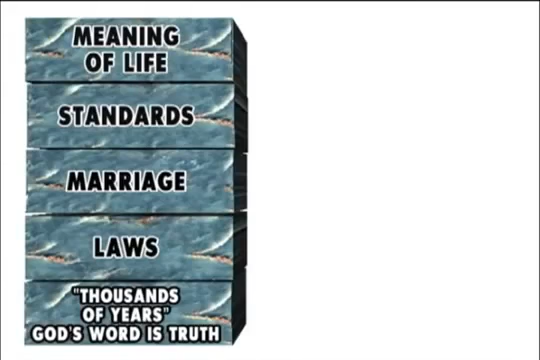 MEANING
OF LIFE
STANDARDS
MARRIAGE
LAWS
"THOUSANDS
OF YEARS"
GOD'S WORD IS TRUTH